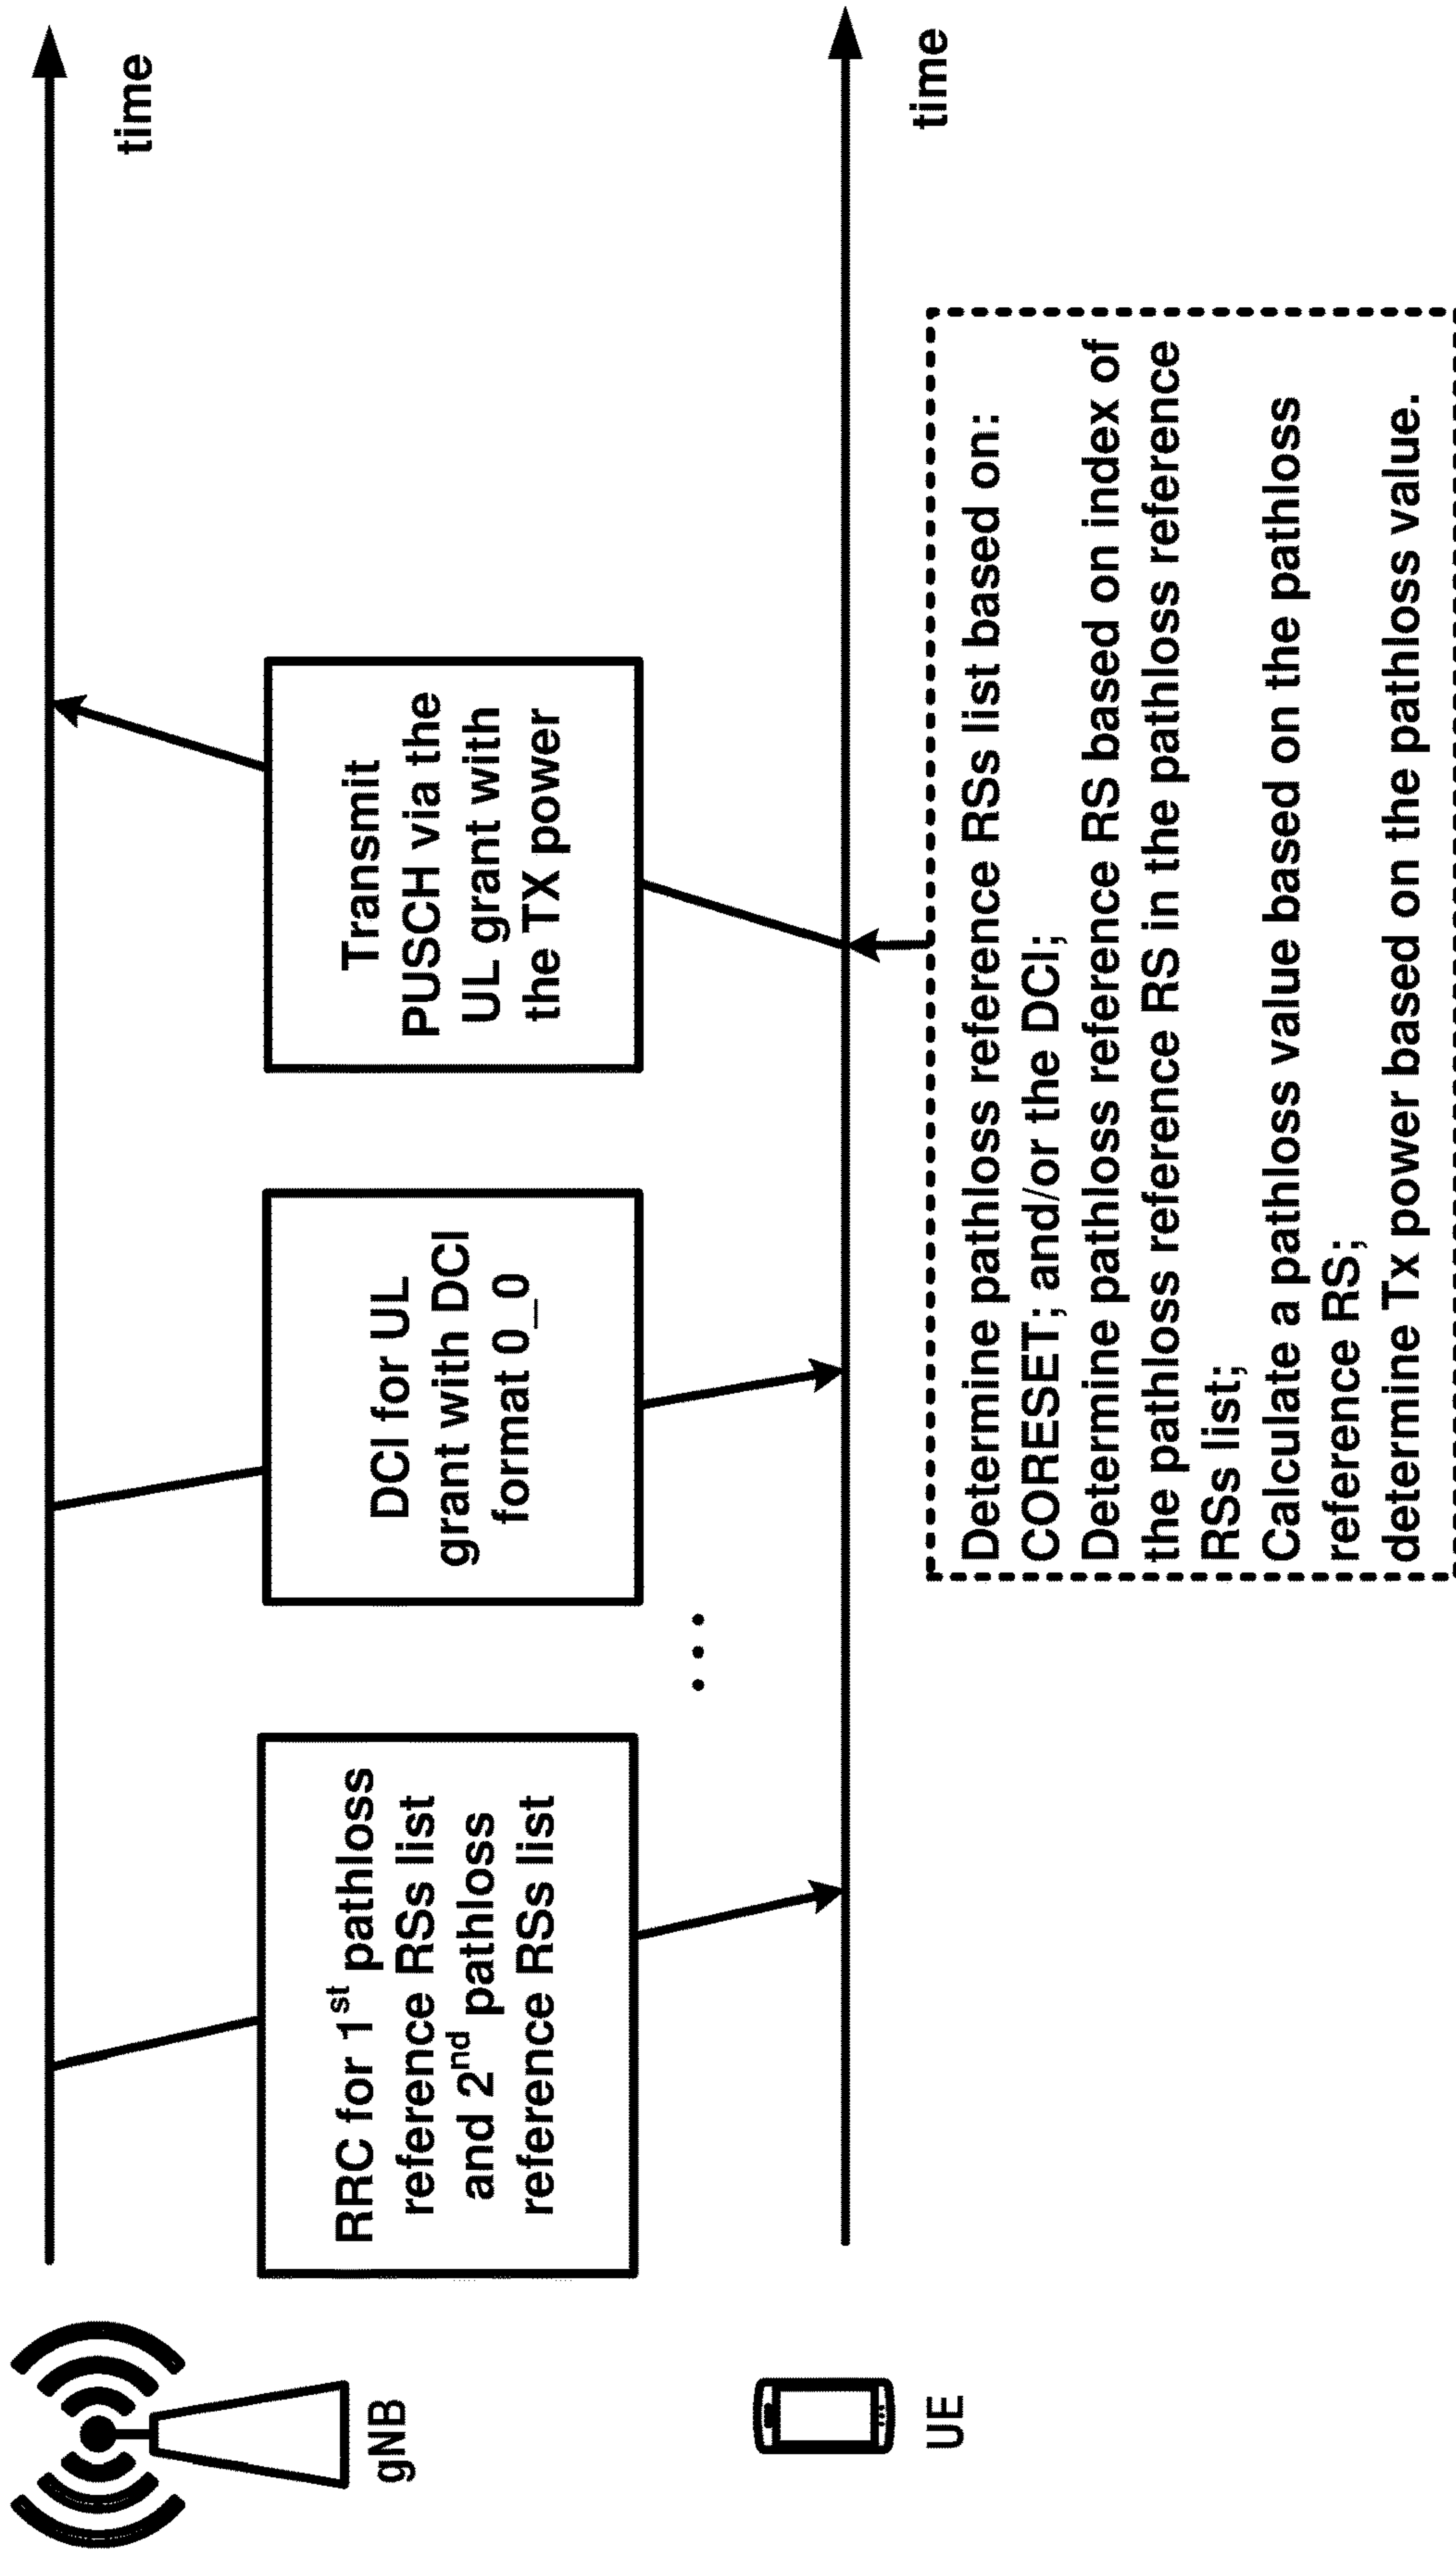 gNB
time
RRC for 1st pathloss
reference RSs list
and 2nd pathloss
reference RSs list
...
DCI for UL
grant with DCI
format 0_0
Transmit
PUSCH via the
UL grant with
the TX power
UE
time
Determine pathloss reference RSs list based on:
CORESET; and/or the DCI;
Determine pathloss reference RS based on index of
the pathloss reference RS in the pathloss reference
RSs list;
Calculate a pathloss value based on the pathloss
reference RS;
determine Tx power based on the pathloss value.